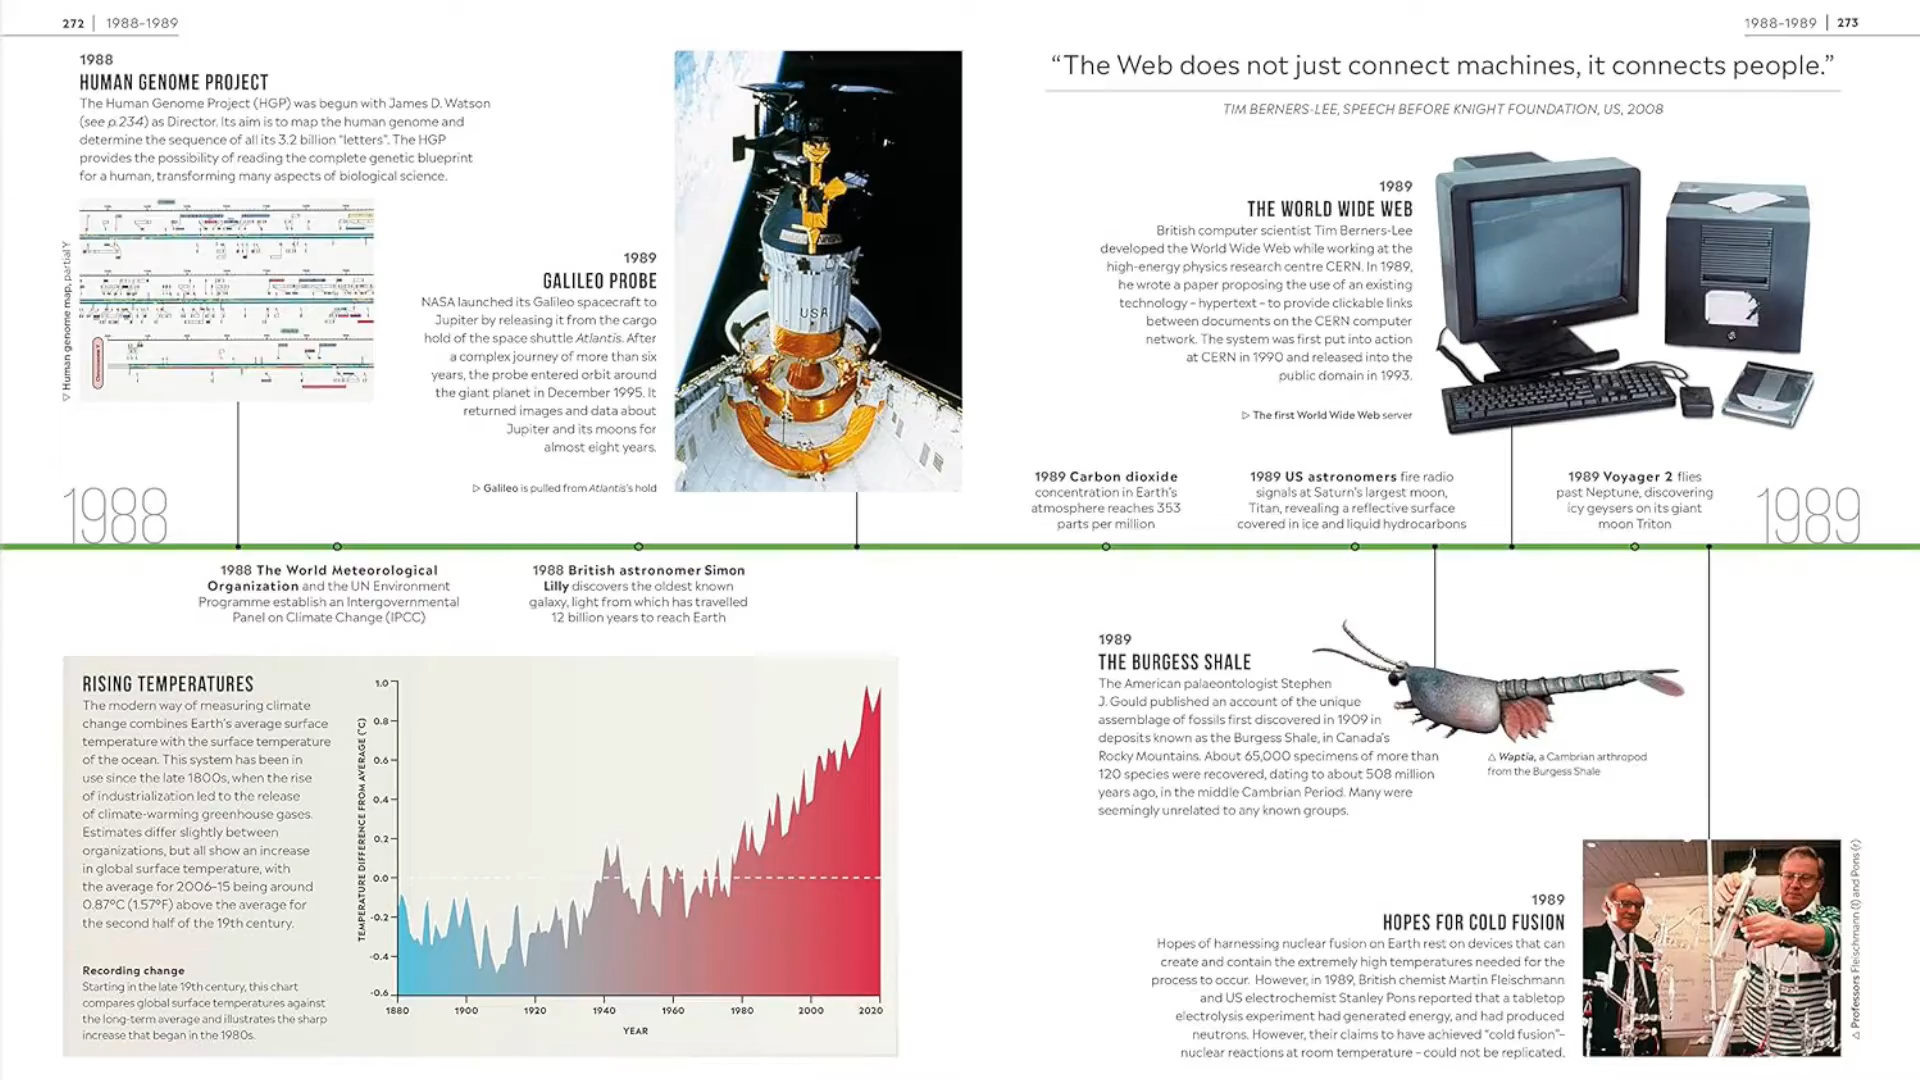 272 | 1988–1989
1988
HUMAN GENOME PROJECT
The Human Genome Project (HGP) was begun with James D. Watson
(see p.234) as Director. Its aim is to map the human genome and
determine the sequence of all its 3.2 billion “letters”. The HGP
provides the possibility of reading the complete genetic blueprint
for a human, transforming many aspects of biological science.
▽ Human genome map, partial Y
Chromosome Y
1989
GALILEO PROBE
NASA launched its Galileo spacecraft to
Jupiter by releasing it from the cargo
hold of the space shuttle Atlantis. After
a complex journey of more than six
years, the probe entered orbit around
the giant planet in December 1995. It
returned images and data about
Jupiter and its moons for
almost eight years.
▷ Galileo is pulled from Atlantis’s hold
USA
1988
1988 The World Meteorological
Organization and the UN Environment
Programme establish an Intergovernmental
Panel on Climate Change (IPCC)
1988 British astronomer Simon
Lilly discovers the oldest known
galaxy, light from which has travelled
12 billion years to reach Earth
RISING TEMPERATURES
The modern way of measuring climate
change combines Earth’s average surface
temperature with the surface temperature
of the ocean. This system has been in
use since the late 1800s, when the rise
of industrialization led to the release
of climate-warming greenhouse gases.
Estimates differ slightly between
organizations, but all show an increase
in global surface temperature, with
the average for 2006–15 being around
0.87°C (1.57°F) above the average for
the second half of the 19th century.
Recording change
Starting in the late 19th century, this chart
compares global surface temperatures against
the long-term average and illustrates the sharp
increase that began in the 1980s.
TEMPERATURE DIFFERENCE FROM AVERAGE (°C)
1.0
0.8
0.6
0.4
0.2
0.0
-0.2
-0.4
-0.6
1880 1900 1920 1940 1960 1980 2000 2020
YEAR
1988–1989 | 273
“The Web does not just connect machines, it connects people.”
TIM BERNERS-LEE, SPEECH BEFORE KNIGHT FOUNDATION, US, 2008
1989
THE WORLD WIDE WEB
British computer scientist Tim Berners-Lee
developed the World Wide Web while working at the
high-energy physics research centre CERN. In 1989,
he wrote a paper proposing the use of an existing
technology – hypertext – to provide clickable links
between documents on the CERN computer
network. The system was first put into action
at CERN in 1990 and released into the
public domain in 1993.
▷ The first World Wide Web server
1989 Carbon dioxide
concentration in Earth’s
atmosphere reaches 353
parts per million
1989 US astronomers fire radio
signals at Saturn’s largest moon,
Titan, revealing a reflective surface
covered in ice and liquid hydrocarbons
1989 Voyager 2 flies
past Neptune, discovering
icy geysers on its giant
moon Triton
1989
1989
THE BURGESS SHALE
The American palaeontologist Stephen
J. Gould published an account of the unique
assemblage of fossils first discovered in 1909 in
deposits known as the Burgess Shale, in Canada’s
Rocky Mountains. About 65,000 specimens of more than
120 species were recovered, dating to about 508 million
years ago, in the middle Cambrian Period. Many were
seemingly unrelated to any known groups.
△ Waptia, a Cambrian arthropod
from the Burgess Shale
1989
HOPES FOR COLD FUSION
Hopes of harnessing nuclear fusion on Earth rest on devices that can
create and contain the extremely high temperatures needed for the
process to occur. However, in 1989, British chemist Martin Fleischmann
and US electrochemist Stanley Pons reported that a tabletop
electrolysis experiment had generated energy, and had produced
neutrons. However, their claims to have achieved “cold fusion”–
nuclear reactions at room temperature – could not be replicated.
△ Professors Fleischmann (l) and Pons (r)